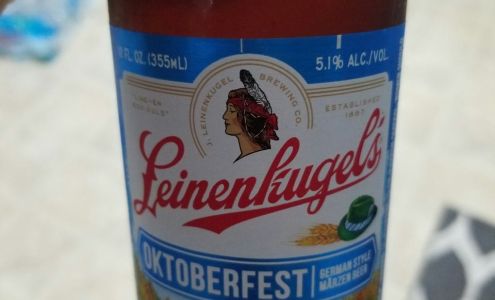 12 FL. OZ. (355ML)
5.1% ALC./VOL.
J. LEINENKUGEL BREWING CO.
ESTABLISHED
1867
Leinenkugel's
OKTOBERFEST
GERMAN STYLE
MÄRZEN BEER